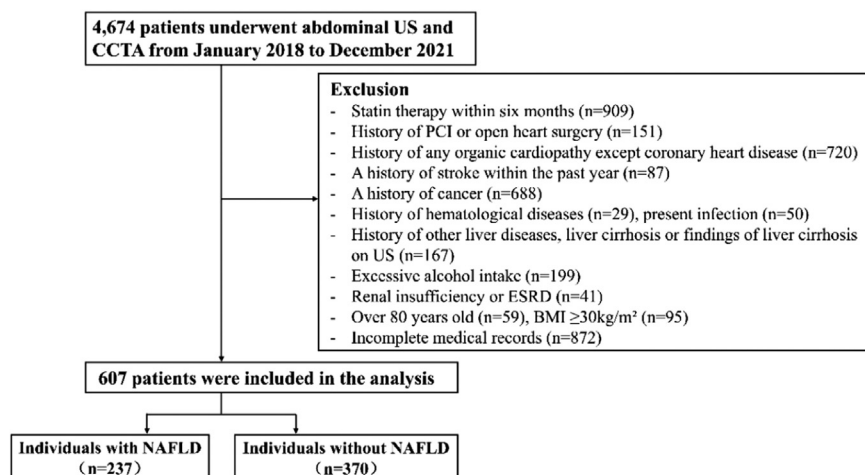 4,674 patients underwent abdominal US and
CCTA from January 2018 to December 2021
Exclusion
- Statin therapy within six months (n=909)
- History of PCI or open heart surgery (n=151)
- History of any organic cardiopathy except coronary heart disease (n=720)
- A history of stroke within the past year (n=87)
- A history of cancer (n=688)
- History of hematological diseases (n=29), present infection (n=50)
- History of other liver diseases, liver cirrhosis or findings of liver cirrhosis
on US (n=167)
- Excessive alcohol intake (n=199)
- Renal insufficiency or ESRD (n=41)
- Over 80 years old (n=59), BMI ≥30kg/m² (n=95)
- Incomplete medical records (n=872)
607 patients were included in the analysis
Individuals with NAFLD
(n=237)
Individuals without NAFLD
(n=370)